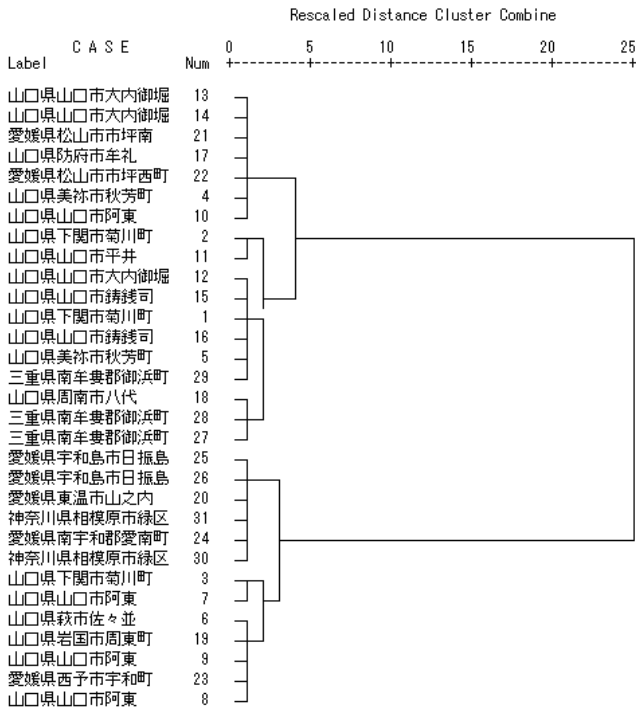 Rescaled Distance Cluster Combine
C A S E 0 5 10 15 20 25
Label Num
山口県山口市大内御堀 13
山口県山口市大内御堀 14
愛媛県松山市市坪南 21
山口県防府市牟礼 17
愛媛県松山市市坪西町 22
山口県美祢市秋芳町 4
山口県山口市阿東 10
山口県下関市菊川町 2
山口県山口市平井 11
山口県山口市大内御堀 12
山口県山口市鋳銭司 15
山口県下関市菊川町 1
山口県山口市鋳銭司 16
山口県美祢市秋芳町 5
三重県南牟婁郡御浜町 29
山口県周南市八代 18
三重県南牟婁郡御浜町 28
三重県南牟婁郡御浜町 27
愛媛県宇和島市日振島 25
愛媛県宇和島市日振島 26
愛媛県東温市山之内 20
神奈川県相模原市緑区 31
愛媛県南宇和郡愛南町 24
神奈川県相模原市緑区 30
山口県下関市菊川町 3
山口県山口市阿東 7
山口県萩市佐々並 6
山口県岩国市周東町 19
山口県山口市阿東 9
愛媛県西予市宇和町 23
山口県山口市阿東 8